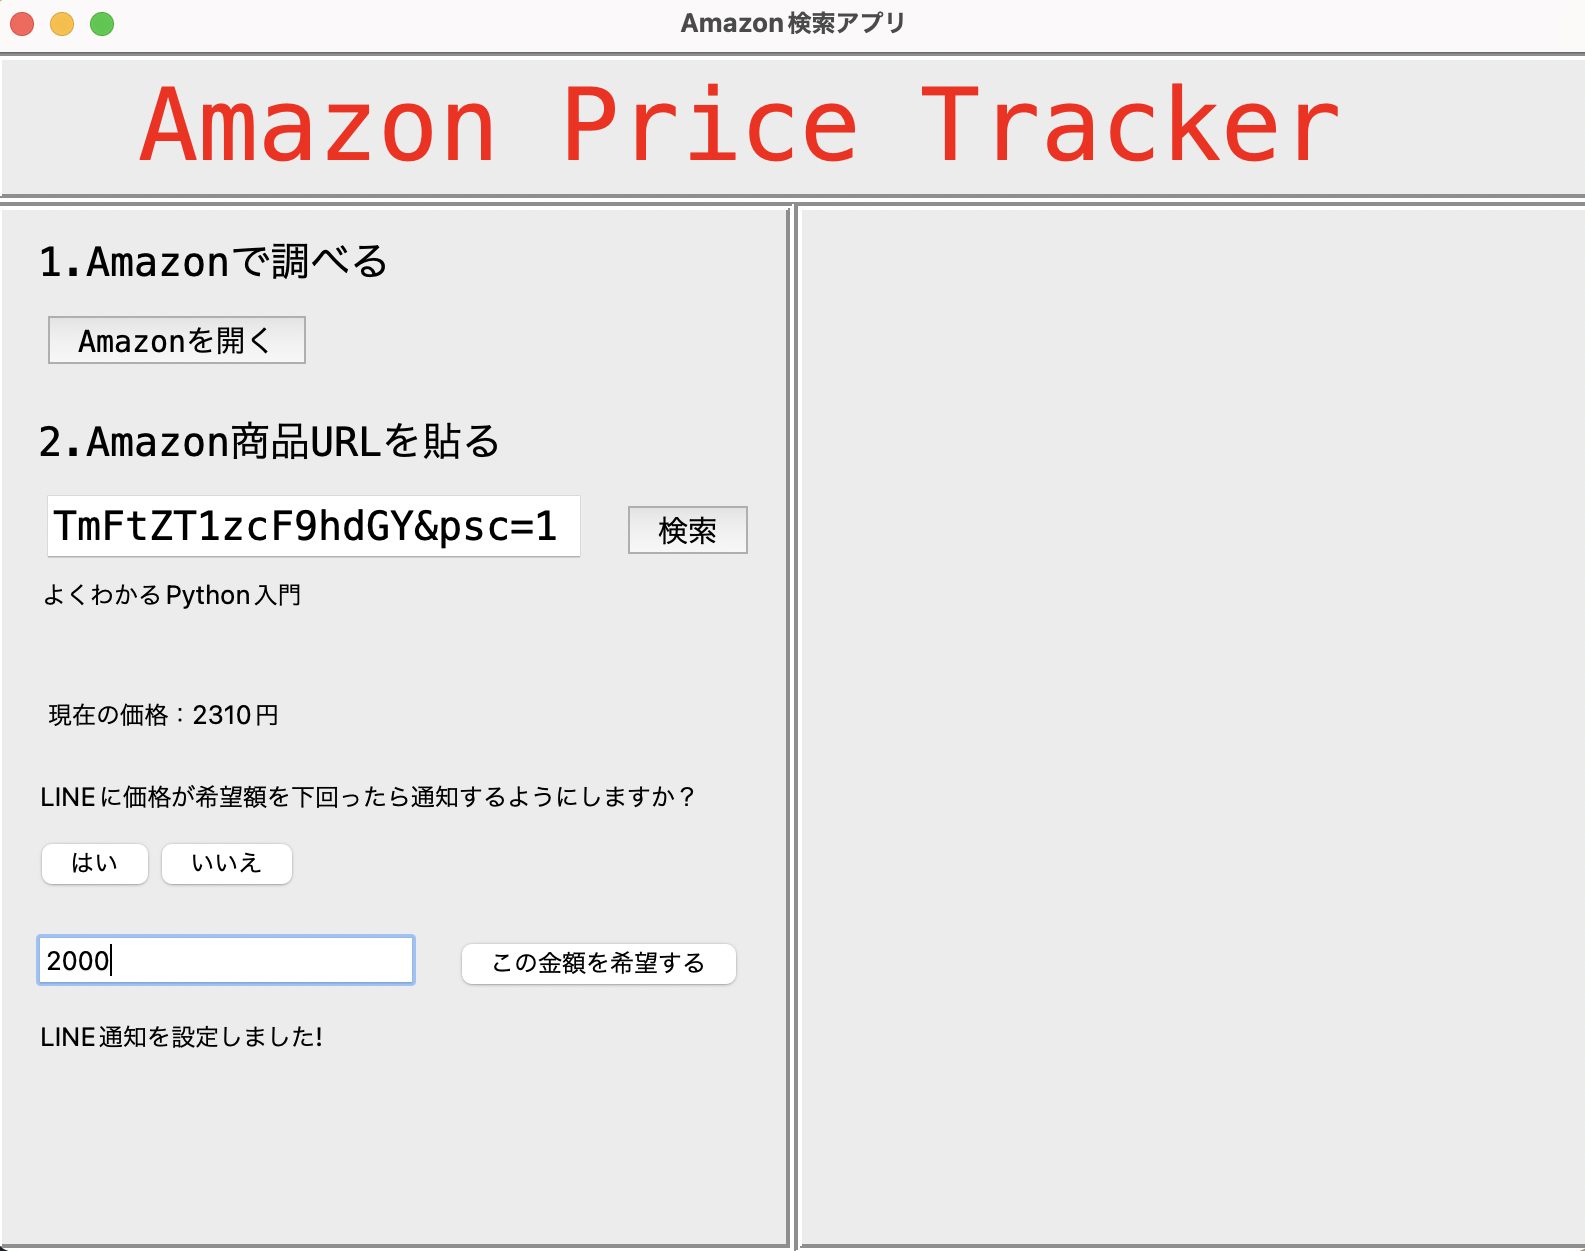 Amazon検索アプリ
Amazon Price Tracker
1.Amazonで調べる
Amazonを開く
2.Amazon商品URLを貼る
TmFtZT1zcF9hdGY&psc=1
検索
よくわかるPython入門
現在の価格：2310円
LINEに価格が希望額を下回ったら通知するようにしますか？
はい
いいえ
2000
この金額を希望する
LINE通知を設定しました!